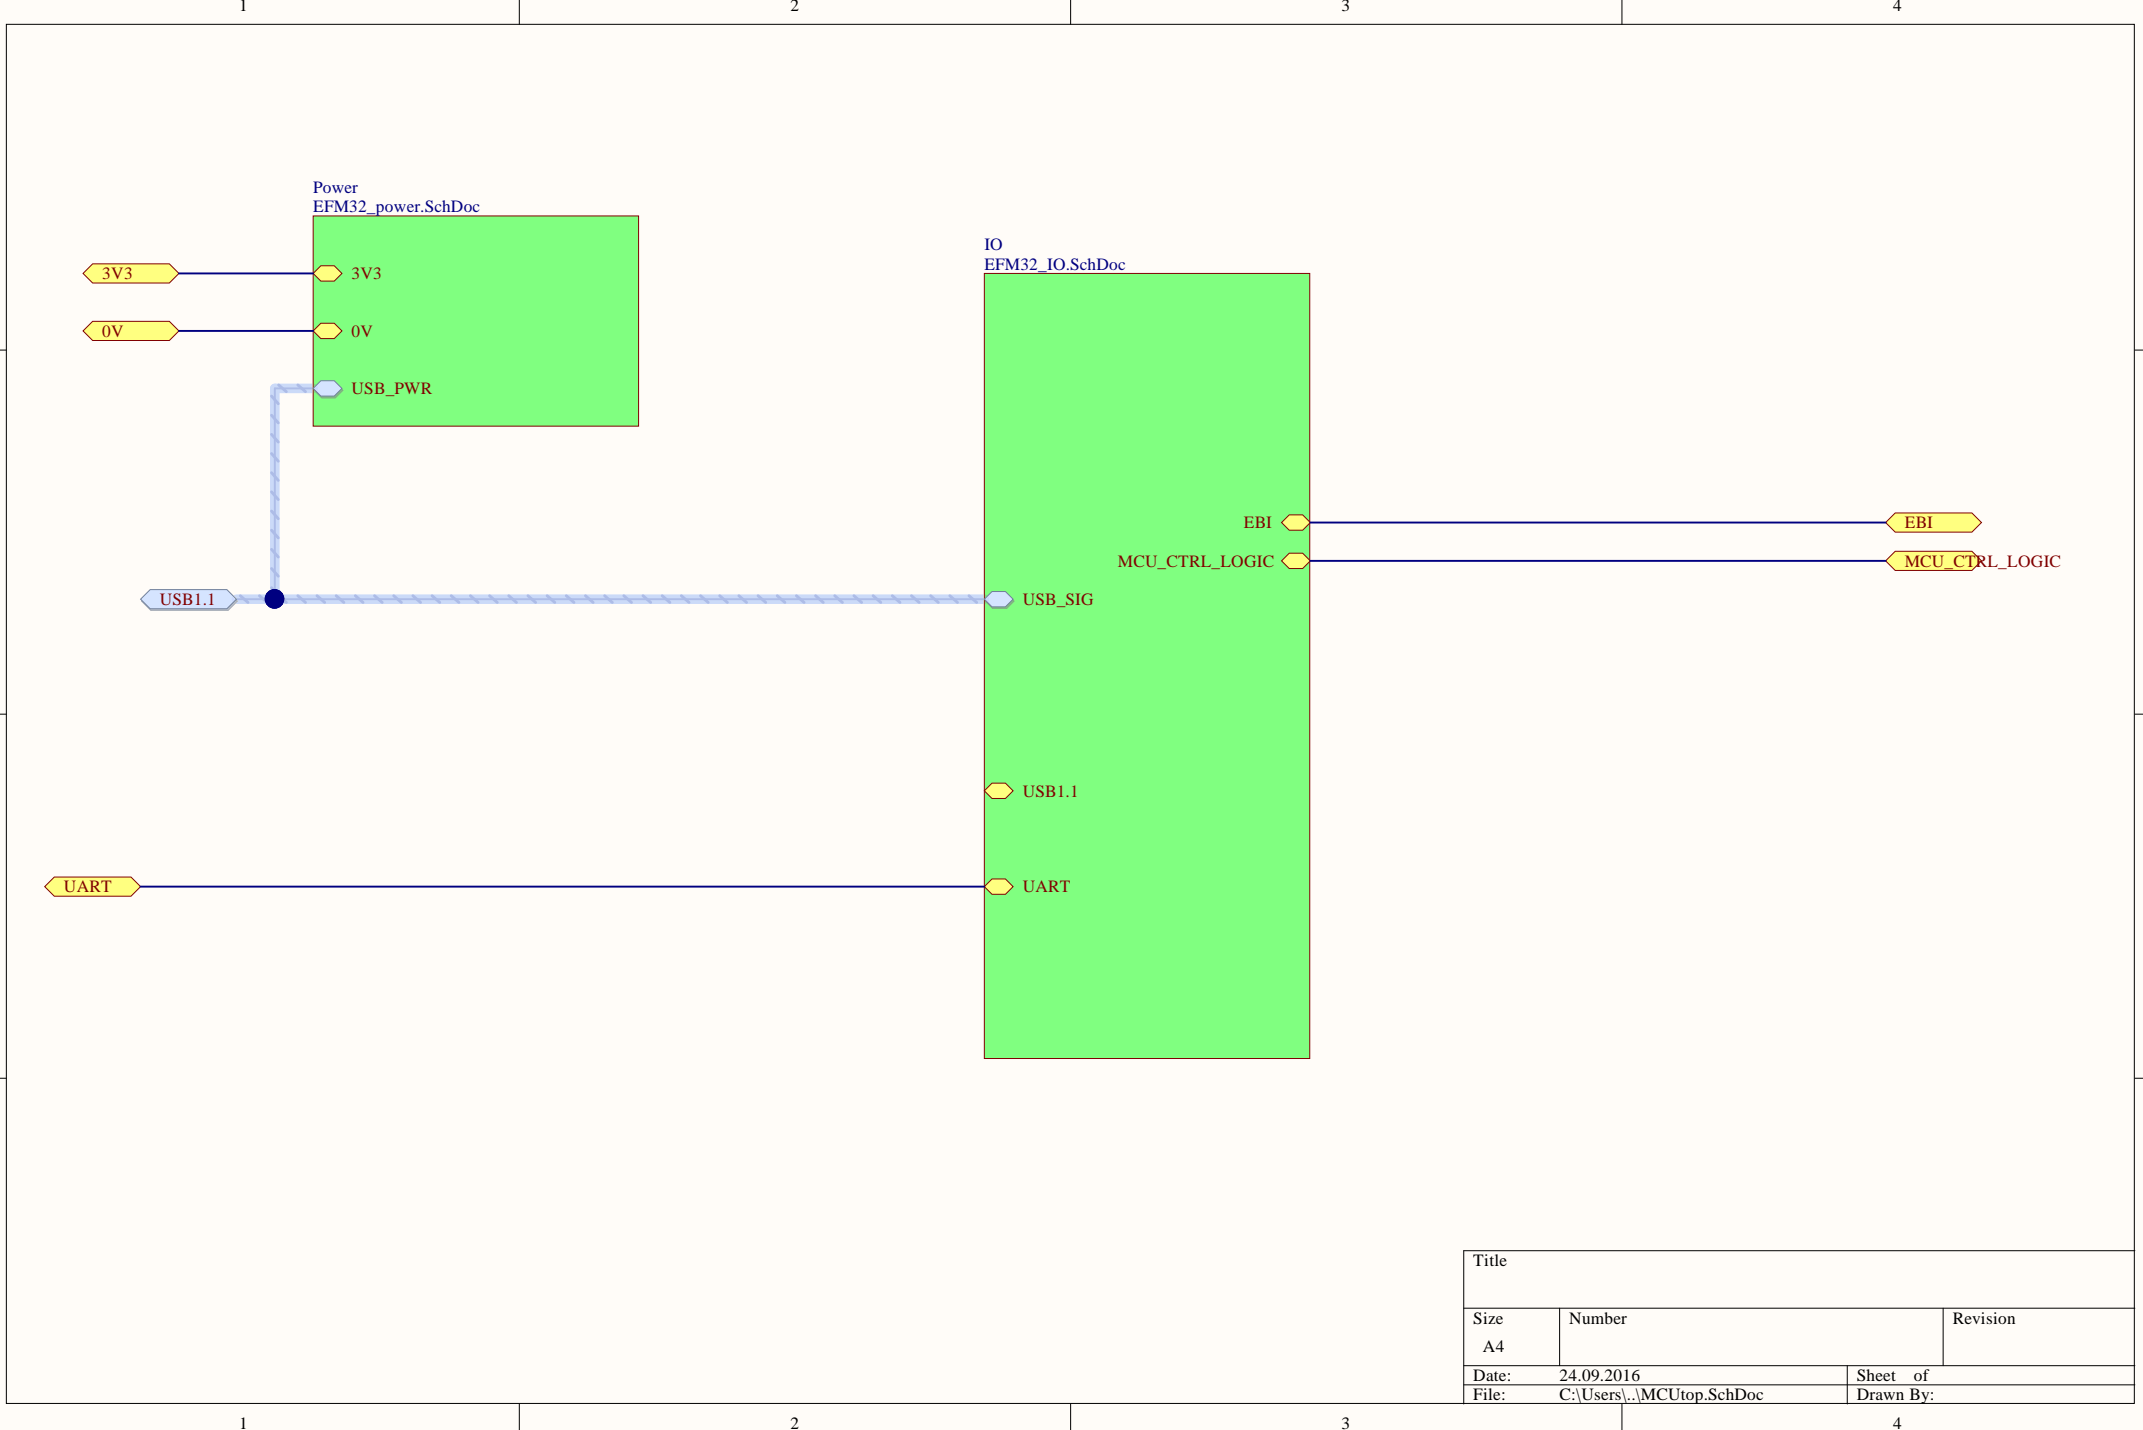 1 2 3 4
Power
EFM32_power.SchDoc
IO
EFM32_IO.SchDoc
3V3 3V3
0V 0V
USB_PWR
EBI EBI
MCU_CTRL_LOGIC MCU_CTRL_LOGIC
USB1.1 USB_SIG
USB1.1
UART UART
Title
Size Number Revision
A4
Date: 24.09.2016 Sheet of
File: C:\Users\..\MCUtop.SchDoc Drawn By:
1 2 3 4